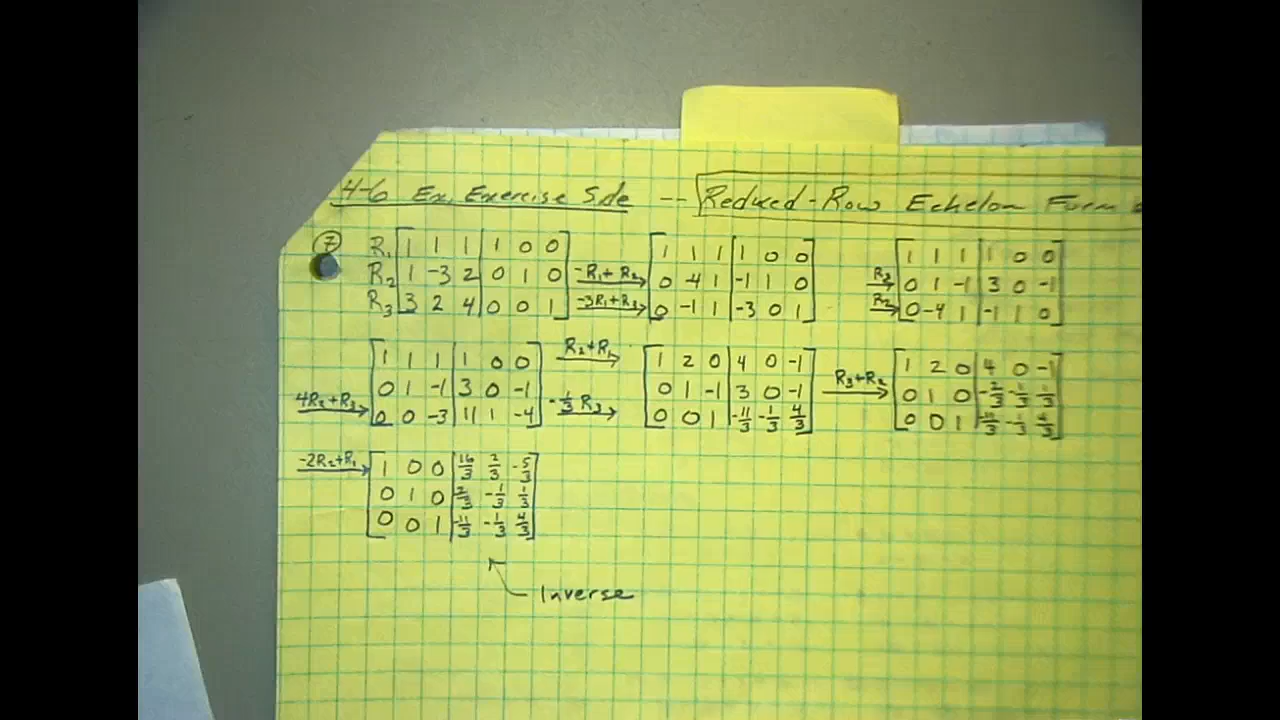 4-6 Ex. Exercise Side -- Reduced-Row Echelon Form
7 R1 [ 1 1 1 | 1 0 0 ] [ 1 1 1 | 1 0 0 ] [ 1 1 1 | 1 0 0 ]
R2 [ 1 -3 2 | 0 1 0 ] -R1+R2 → [ 0 -4 1 | -1 1 0 ] R3 → [ 0 1 -1 | 3 0 -1 ]
R3 [ 3 2 4 | 0 0 1 ] -3R1+R3 → [ 0 -1 1 | -3 0 1 ] R2 → [ 0 -4 1 | -1 1 0 ]
[ 1 1 1 | 1 0 0 ] R2+R1 → [ 1 2 0 | 4 0 -1 ] [ 1 2 0 | 4 0 -1 ]
[ 0 1 -1 | 3 0 -1 ] [ 0 1 -1 | 3 0 -1 ] R3+R2 → [ 0 1 0 | -2/3 -1/3 1/3 ]
4R2+R3 → [ 0 0 -3 | 11 1 -4 ] -1/3 R3 → [ 0 0 1 | -11/3 -1/3 4/3 ] [ 0 0 1 | -11/3 -1/3 4/3 ]
-2R2+R1 → [ 1 0 0 | 16/3 2/3 -5/3 ]
[ 0 1 0 | -2/3 -1/3 1/3 ]
[ 0 0 1 | -11/3 -1/3 4/3 ]
Inverse